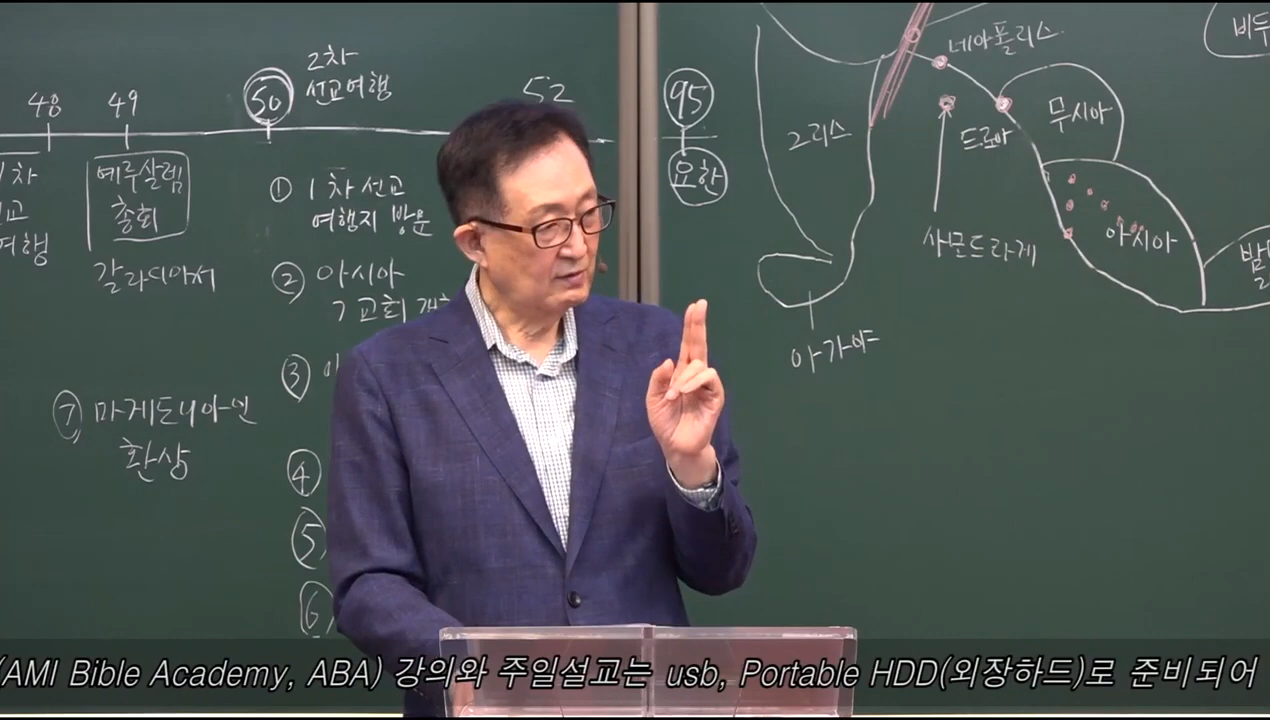 48
49
50
2차
선교여행
52
1차
선교
여행
예루살렘
총회
갈라디아서
① 1차 선교
여행지 방문
② 아시아
7 교회
③
④
⑤
⑥
⑦ 마게도니아인
환상
95
요한
네아폴리스
그리스
드로아
무시아
사모드라게
아시아
아가야
비두
(AMI Bible Academy, ABA) 강의와 주일설교는 usb, Portable HDD(외장하드)로 준비되어